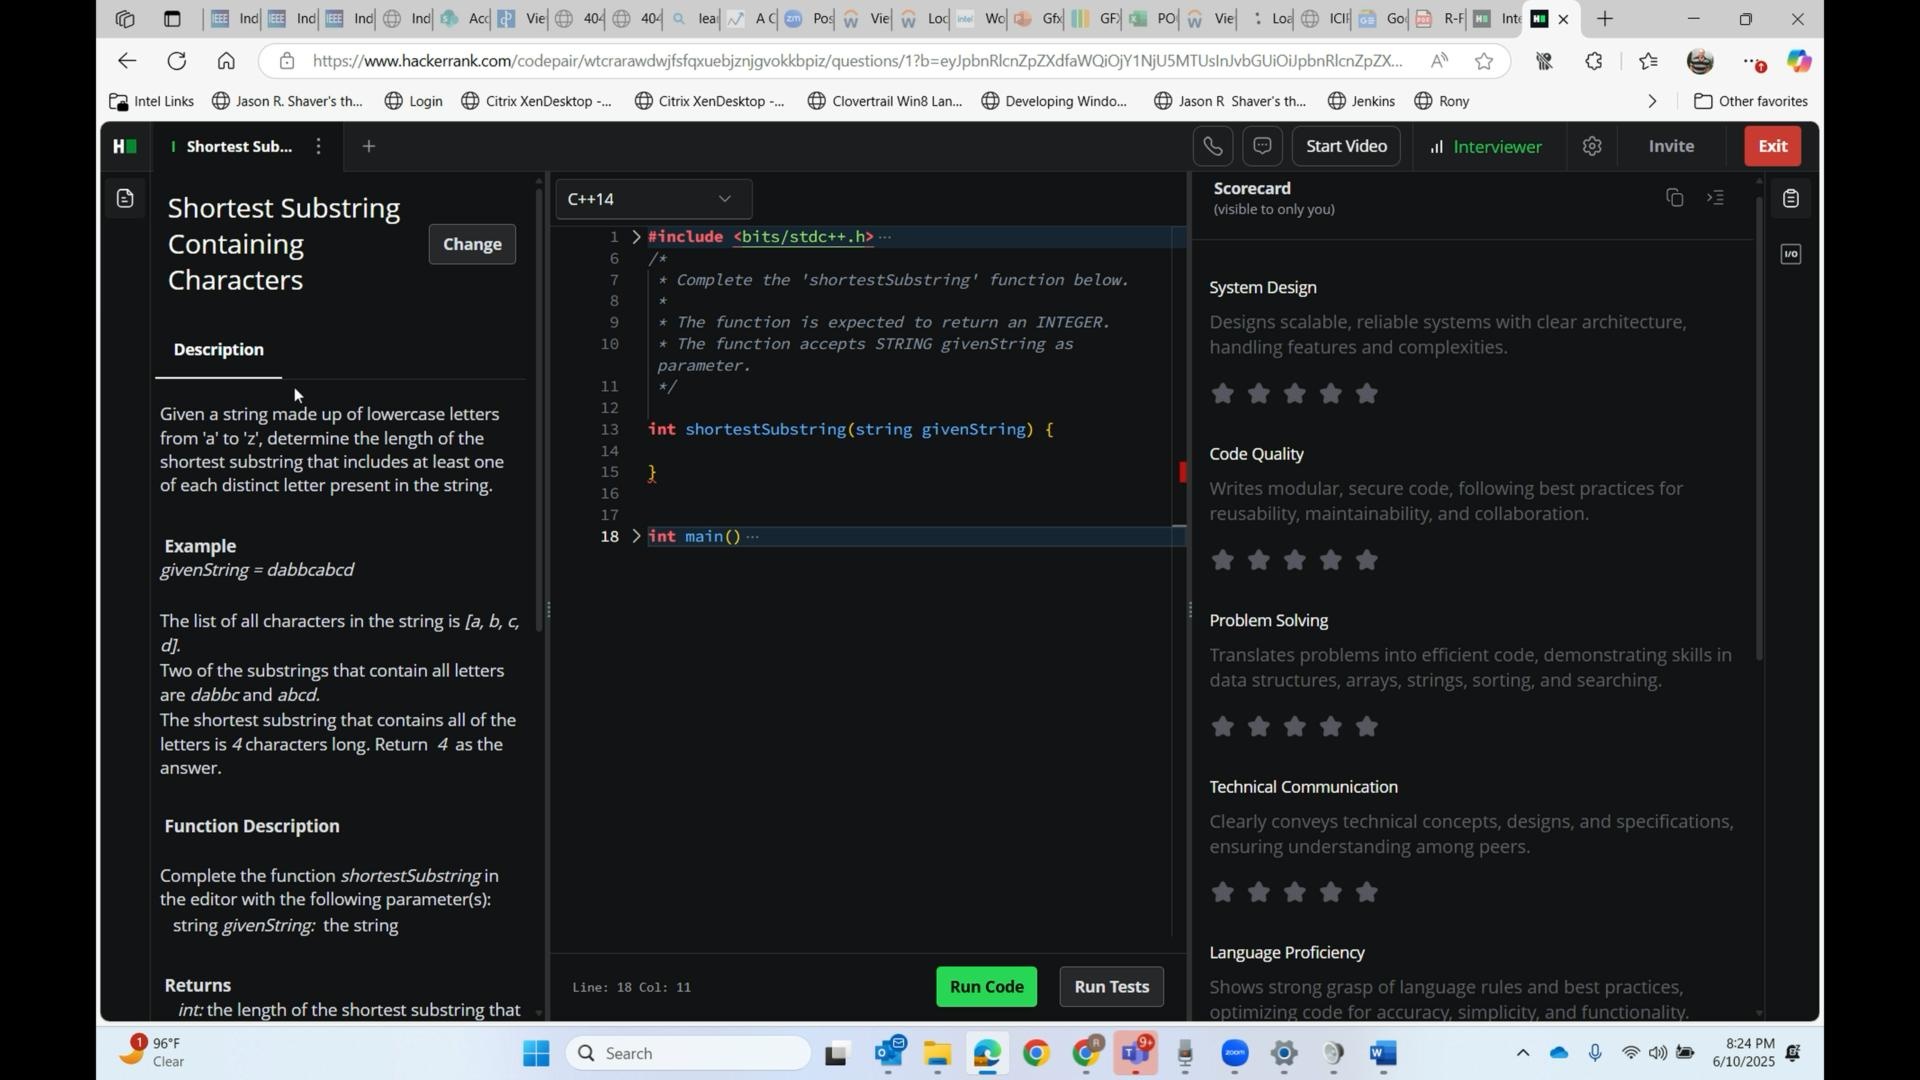 Ind
Ind
Ind
Ind
Acc
Vie
404
404
lear
A C
Pos
Vie
Loc
Wo
Gfx
GFX
PO
Vie
Loa
ICII
Go
R-F
Inte
https://www.hackerrank.com/codepair/wtcrarawdwjfsfqxuebjznjgvokkbpiz/questions/1?b=eyJpbnRlcnZpZXdfaWQiOjY1NjU5MTUsInJvbGUiOiJpbnRlcnZpZX...
Intel Links
Jason R. Shaver's th...
Login
Citrix XenDesktop -...
Citrix XenDesktop -...
Clovertrail Win8 Lan...
Developing Windo...
Jason R Shaver's th...
Jenkins
Rony
Other favorites
Shortest Sub...
Start Video
Interviewer
Invite
Exit
Shortest Substring
Containing
Characters
Change
Description
Given a string made up of lowercase letters
from 'a' to 'z', determine the length of the
shortest substring that includes at least one
of each distinct letter present in the string.
Example
givenString = dabbcabcd
The list of all characters in the string is [a, b, c,
d].
Two of the substrings that contain all letters
are dabbc and abcd.
The shortest substring that contains all of the
letters is 4 characters long. Return 4 as the
answer.
Function Description
Complete the function shortestSubstring in
the editor with the following parameter(s):
string givenString: the string
Returns
int: the length of the shortest substring that
C++14
1 #include <bits/stdc++.h> ···
6 /*
7 * Complete the 'shortestSubstring' function below.
8 *
9 * The function is expected to return an INTEGER.
10 * The function accepts STRING givenString as
parameter.
11 */
12
13 int shortestSubstring(string givenString) {
14
15 }
16
17
18 int main() ···
Line: 18 Col: 11
Run Code
Run Tests
Scorecard
(visible to only you)
System Design
Designs scalable, reliable systems with clear architecture,
handling features and complexities.
Code Quality
Writes modular, secure code, following best practices for
reusability, maintainability, and collaboration.
Problem Solving
Translates problems into efficient code, demonstrating skills in
data structures, arrays, strings, sorting, and searching.
Technical Communication
Clearly conveys technical concepts, designs, and specifications,
ensuring understanding among peers.
Language Proficiency
Shows strong grasp of language rules and best practices,
optimizing code for accuracy, simplicity, and functionality.
I/O
1
96°F
Clear
Search
9+
zoom
8:24 PM
6/10/2025